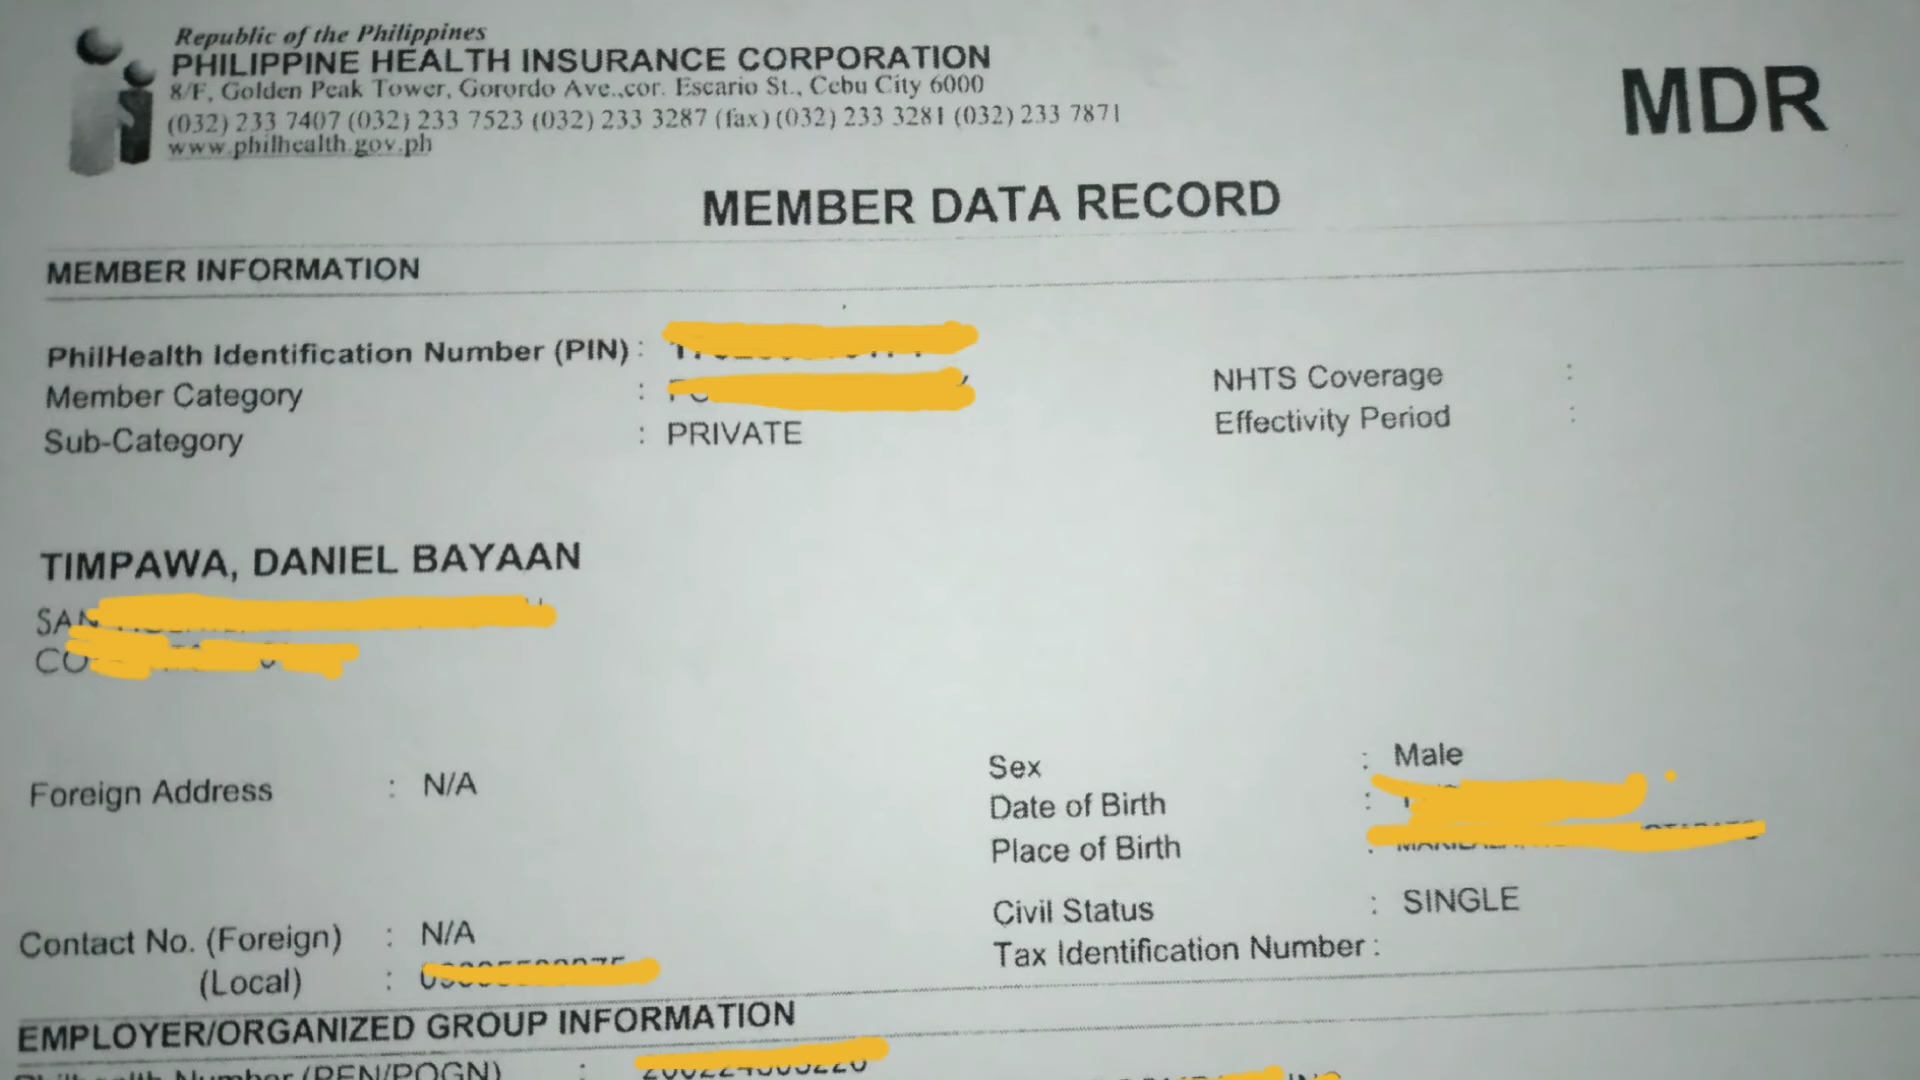 Republic of the Philippines
PHILIPPINE HEALTH INSURANCE CORPORATION
8/F, Golden Peak Tower, Gorordo Ave.,cor. Escario St., Cebu City 6000
(032) 233 7407 (032) 233 7523 (032) 233 3287 (fax) (032) 233 3281 (032) 233 7871
www.philhealth.gov.ph
MDR
MEMBER DATA RECORD
MEMBER INFORMATION
PhilHealth Identification Number (PIN) :
Member Category :
Sub-Category : PRIVATE
NHTS Coverage :
Effectivity Period :
TIMPAWA, DANIEL BAYAAN
Foreign Address : N/A
Sex : Male
Date of Birth :
Place of Birth :
Civil Status : SINGLE
Tax Identification Number :
Contact No. (Foreign) : N/A
(Local) :
EMPLOYER/ORGANIZED GROUP INFORMATION
Philhealth Number (PEN/POGN) :